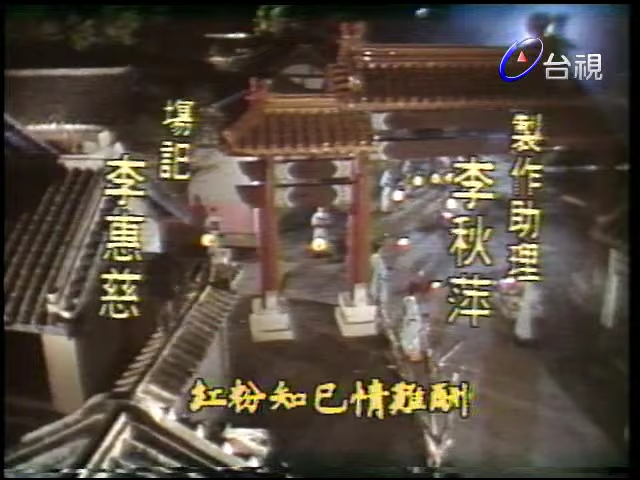 台視
製作助理
李秋萍
場記
李惠慈
紅粉知已情難酬